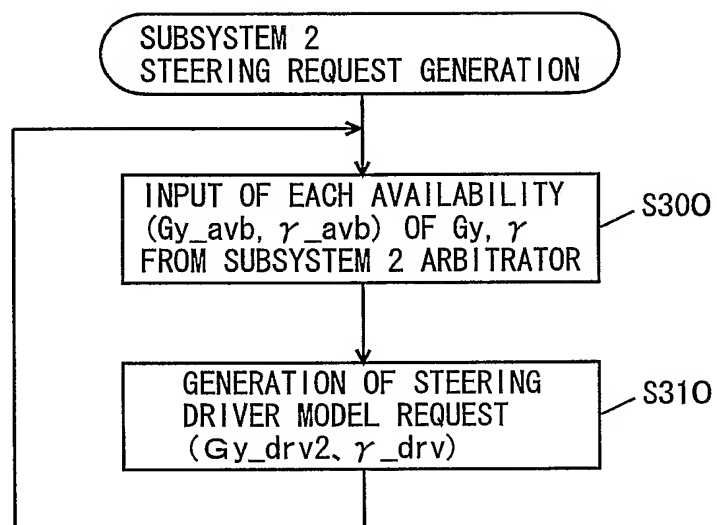 SUBSYSTEM 2
STEERING REQUEST GENERATION
INPUT OF EACH AVAILABILITY
(Gy_avb, γ_avb) OF Gy, γ
FROM SUBSYSTEM 2 ARBITRATOR
S300
GENERATION OF STEERING
DRIVER MODEL REQUEST
(Gy_drv2、γ_drv)
S310